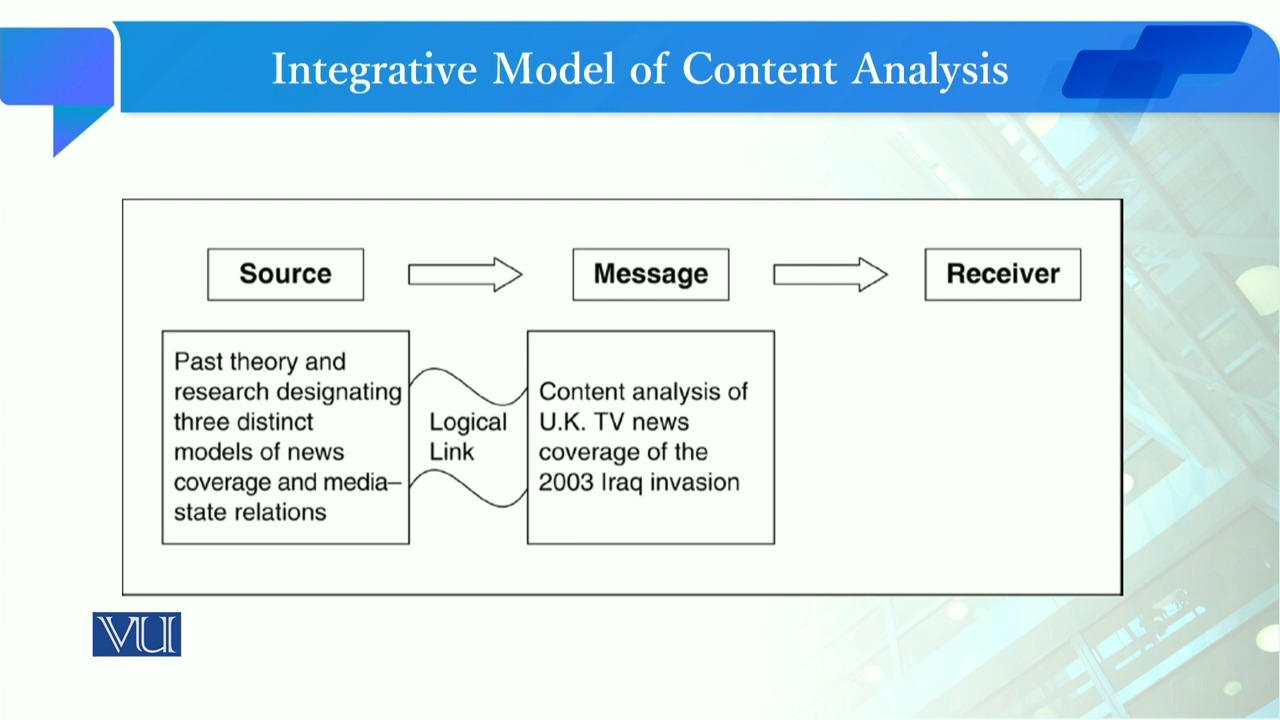 Integrative Model of Content Analysis
Source
Message
Receiver
Past theory and
research designating
three distinct
models of news
coverage and media–
state relations
Logical
Link
Content analysis of
U.K. TV news
coverage of the
2003 Iraq invasion
VU